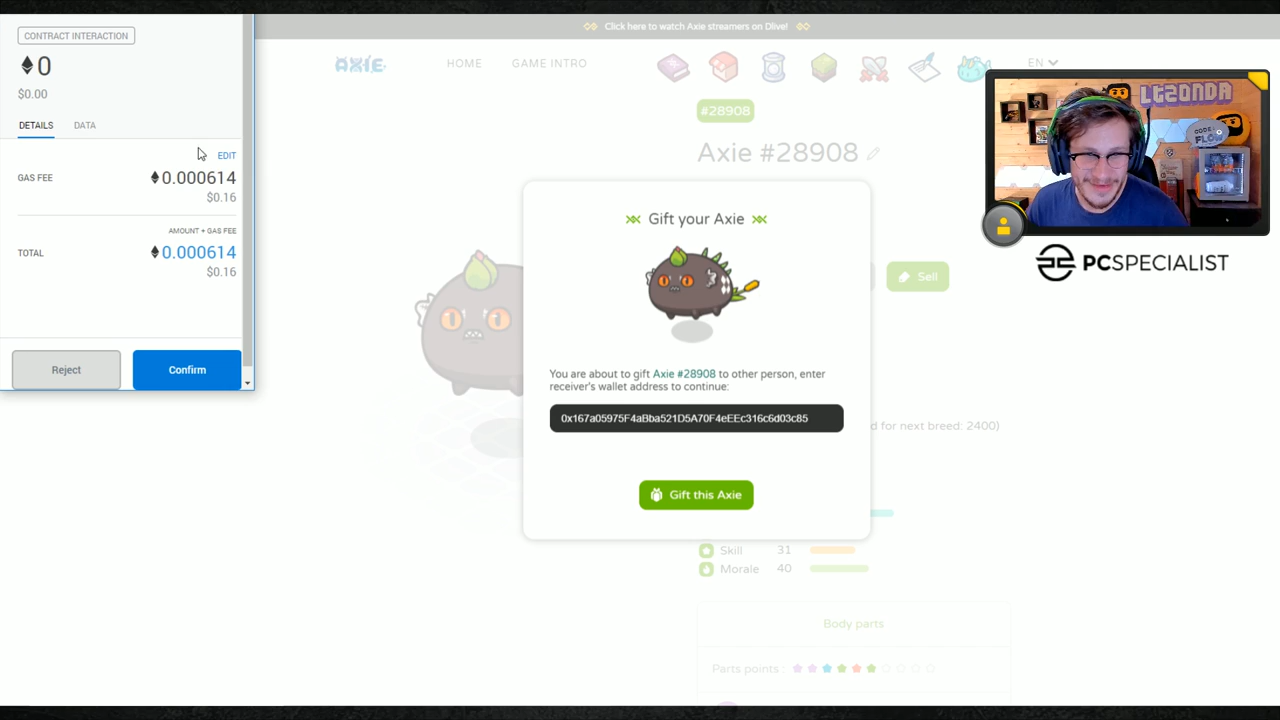 Click here to watch Axie streamers on Dlive!
CONTRACT INTERACTION
0
$0.00
DETAILS
DATA
EDIT
GAS FEE
0.000614
$0.16
AMOUNT + GAS FEE
TOTAL
0.000614
$0.16
Reject
Confirm
AXIE
HOME
GAME INTRO
EN
#28908
Axie #28908
Sell
Gift your Axie
You are about to gift Axie #28908 to other person, enter
receiver's wallet address to continue:
0x167a05975F4aBba521D5A70F4eEEc316c6d03c85
Gift this Axie
d for next breed: 2400)
Skill 31
Morale 40
Body parts
Parts points :
LTZONDA
CODE
FLOW
PCSPECIALIST